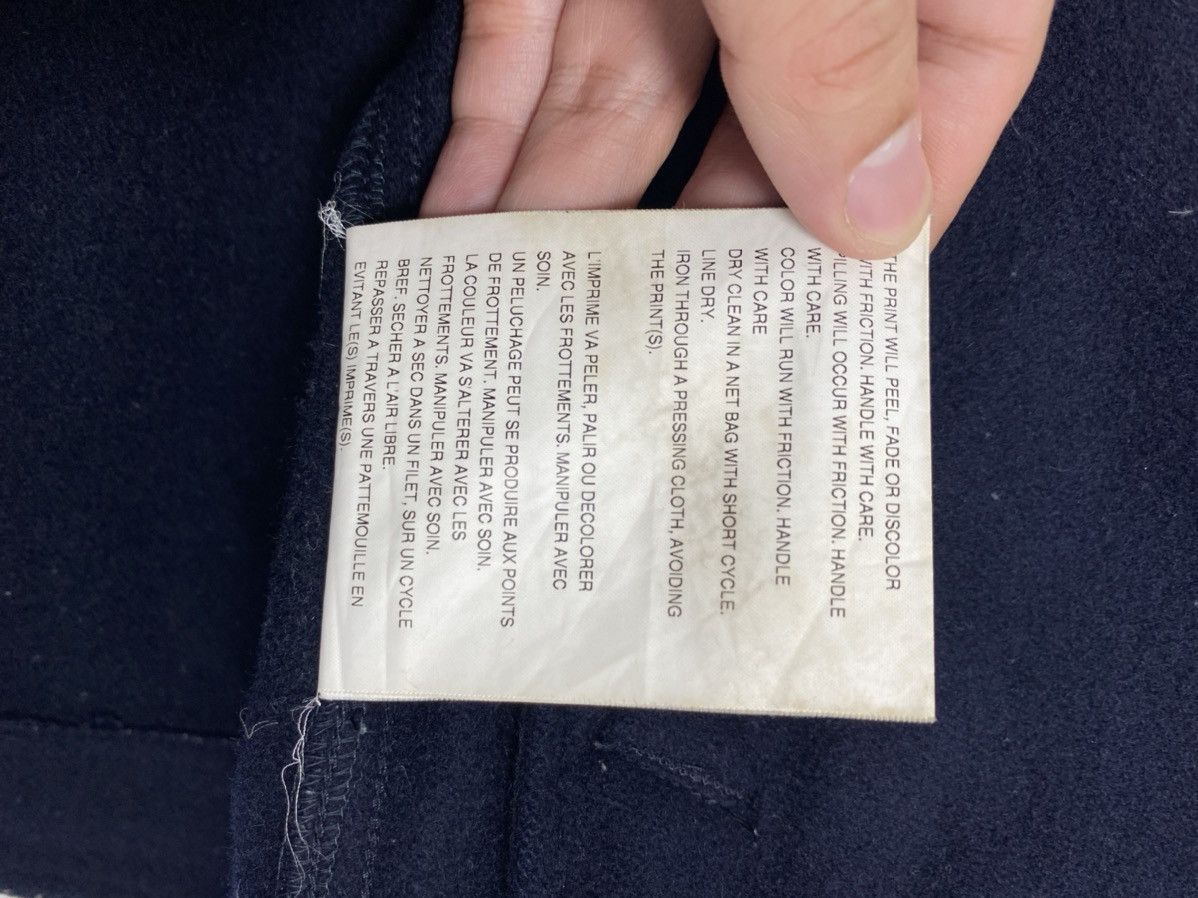 THE PRINT WILL PEEL, FADE OR DISCOLOR
WITH FRICTION. HANDLE WITH CARE.
PILLING WILL OCCUR WITH FRICTION. HANDLE
WITH CARE.
COLOR WILL RUN WITH FRICTION. HANDLE
WITH CARE
DRY CLEAN IN A NET BAG WITH SHORT CYCLE.
LINE DRY.
IRON THROUGH A PRESSING CLOTH, AVOIDING
THE PRINT(S).
L'IMPRIME VA PELER, PALIR OU DECOLORER
AVEC LES FROTTEMENTS. MANIPULER AVEC
SOIN.
UN PELUCHAGE PEUT SE PRODUIRE AUX POINTS
DE FROTTEMENT. MANIPULER AVEC SOIN.
LA COULEUR VA S'ALTERER AVEC LES
FROTTEMENTS. MANIPULER AVEC SOIN.
NETTOYER A SEC DANS UN FILET, SUR UN CYCLE
BREF. SECHER A L'AIR LIBRE.
REPASSER A TRAVERS UNE PATTEMOUILLE EN
EVITANT LE(S) IMPRIME(S).